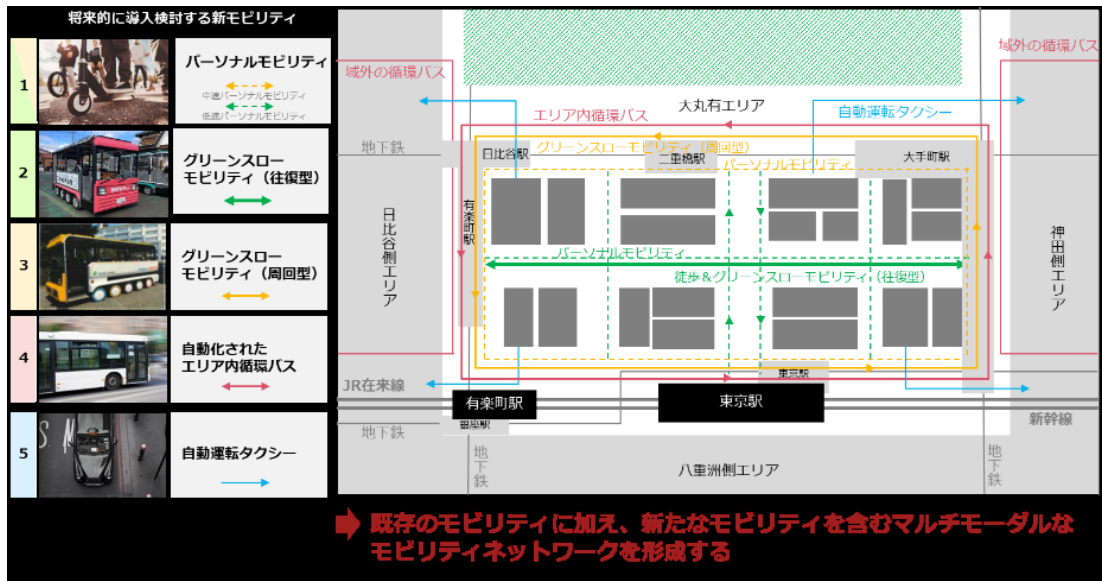 将来的に導入検討する新モビリティ
1
パーソナルモビリティ
中速パーソナルモビリティ
低速パーソナルモビリティ
2
グリーンスロー
モビリティ（往復型）
3
グリーンスロー
モビリティ（周回型）
4
自動化された
エリア内循環バス
5
自動運転タクシー
域外の循環バス
域外の循環バス
大丸有エリア
エリア内循環バス
自動運転タクシー
地下鉄
日比谷駅
グリーンスローモビリティ（周回型）
二重橋駅
パーソナルモビリティ
大手町駅
有楽町駅
日比谷側エリア
神田側エリア
パーソナルモビリティ
徒歩&グリーンスローモビリティ（往復型）
JR在来線
有楽町駅
東京駅
東京駅
新幹線
地下鉄
銀座駅
地下鉄
地下鉄
八重洲側エリア
既存のモビリティに加え、新たなモビリティを含むマルチモーダルな
モビリティネットワークを形成する